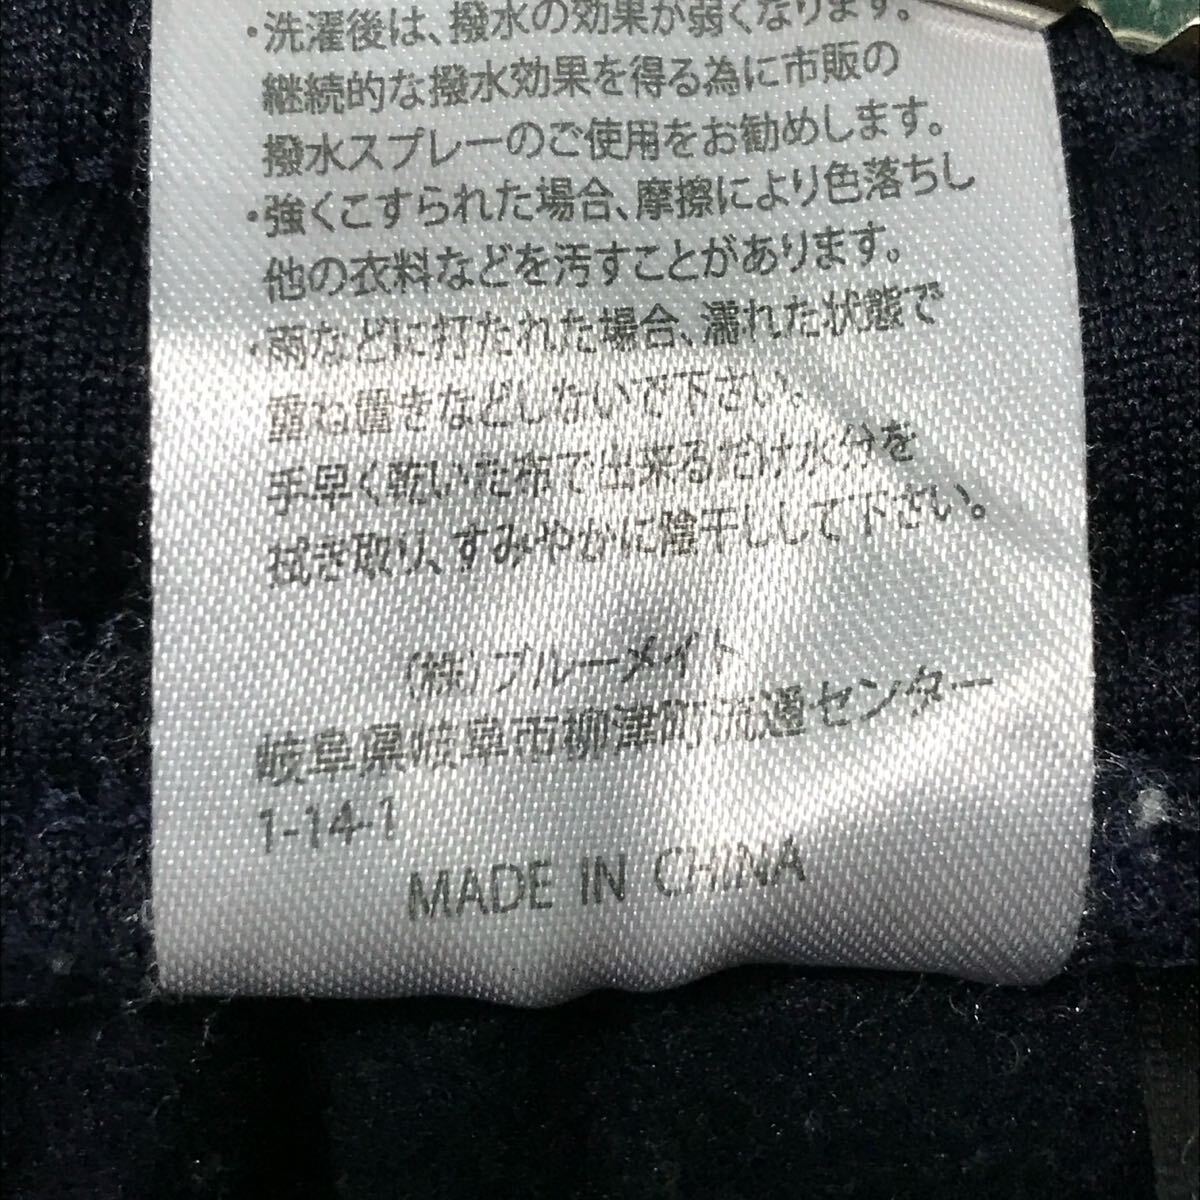 ・洗濯後は、撥水の効果が弱くなります。
継続的な撥水効果を得る為に市販の
撥水スプレーのご使用をお勧めします。
・強くこすられた場合、摩擦により色落ちし
他の衣料などを汚すことがあります。
・雨などに打たれた場合、濡れた状態で
重ね置きなどしないで下さい。
手早く乾いた布で出来るだけ水分を
拭き取り、すみやかに陰干しして下さい。
(株)ブルーメイト
岐阜県岐阜市柳津町流通センター
1-14-1
MADE IN CHINA